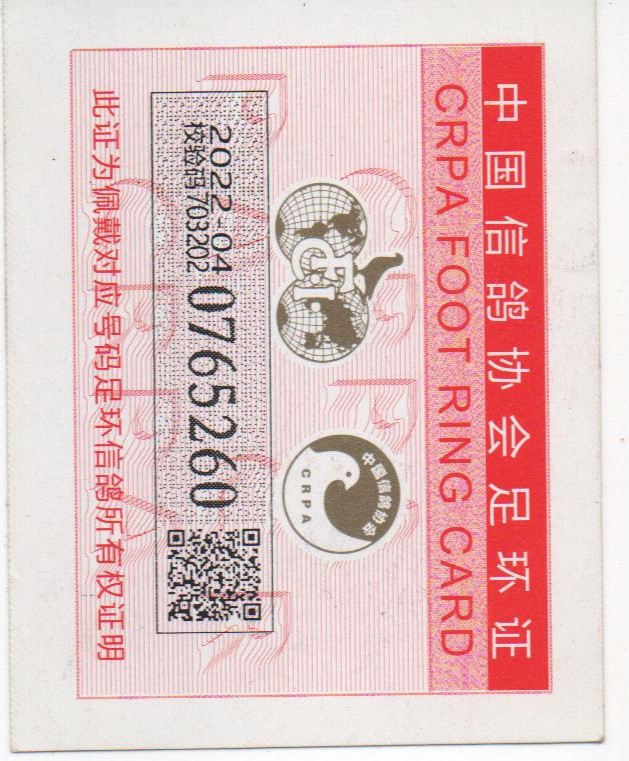 中国信鸽协会足环证
CRPA FOOT RING CARD
中国信鸽协会
CRPA
2022-04 0765260
校验码703202
此证为佩戴对应号码足环信鸽所有权证明